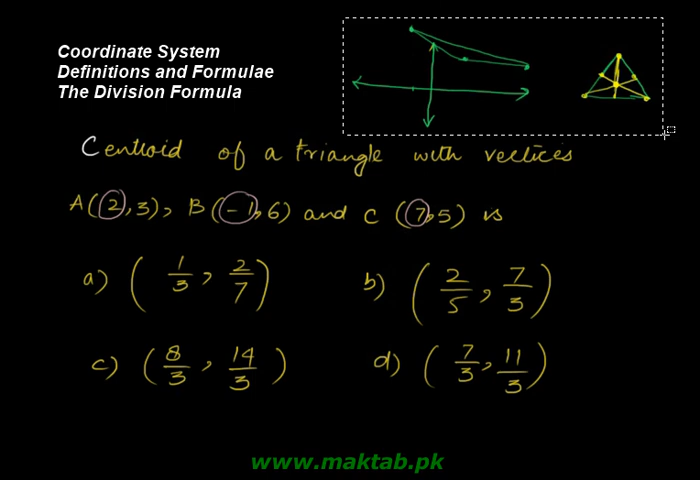 Coordinate System
Definitions and Formulae
The Division Formula
Centroid of a triangle with vertices
A(2,3), B(-1,6) and C (7,5) is
a) (1/3, 2/7)
b) (2/5, 7/3)
c) (8/3, 14/3)
d) (7/3, 11/3)
www.maktab.pk